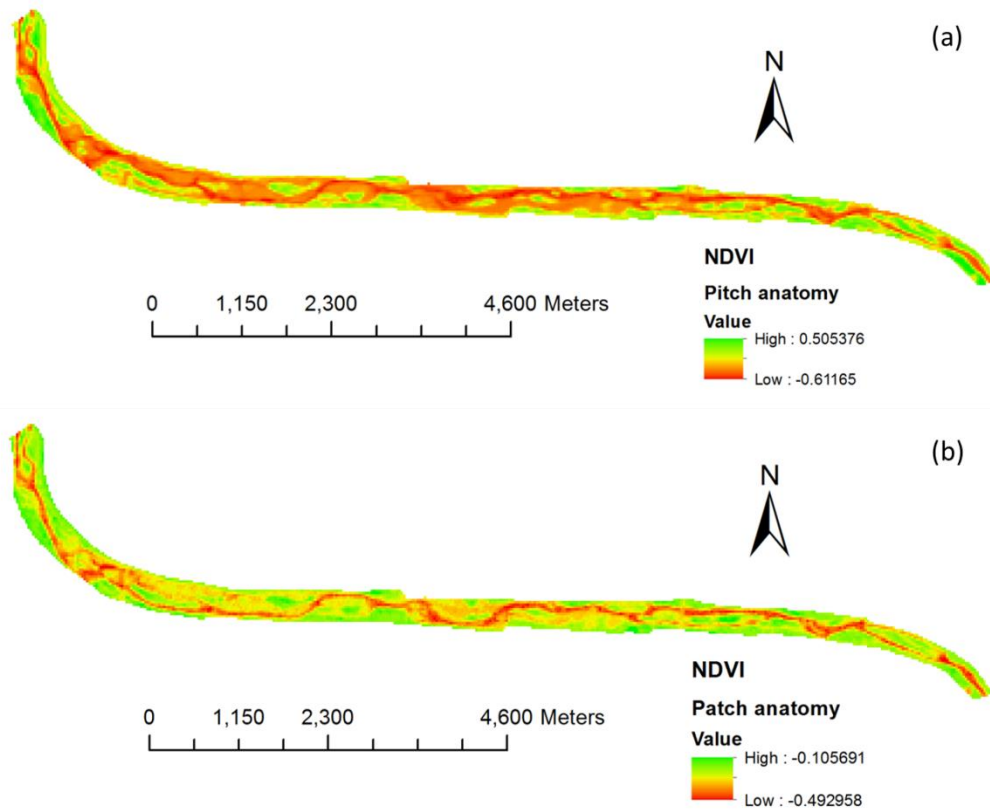 (a)
N
NDVI
Pitch anatomy
Value
High : 0.505376
Low : -0.61165
0 1,150 2,300 4,600 Meters
(b)
N
NDVI
Patch anatomy
Value
High : -0.105691
Low : -0.492958
0 1,150 2,300 4,600 Meters